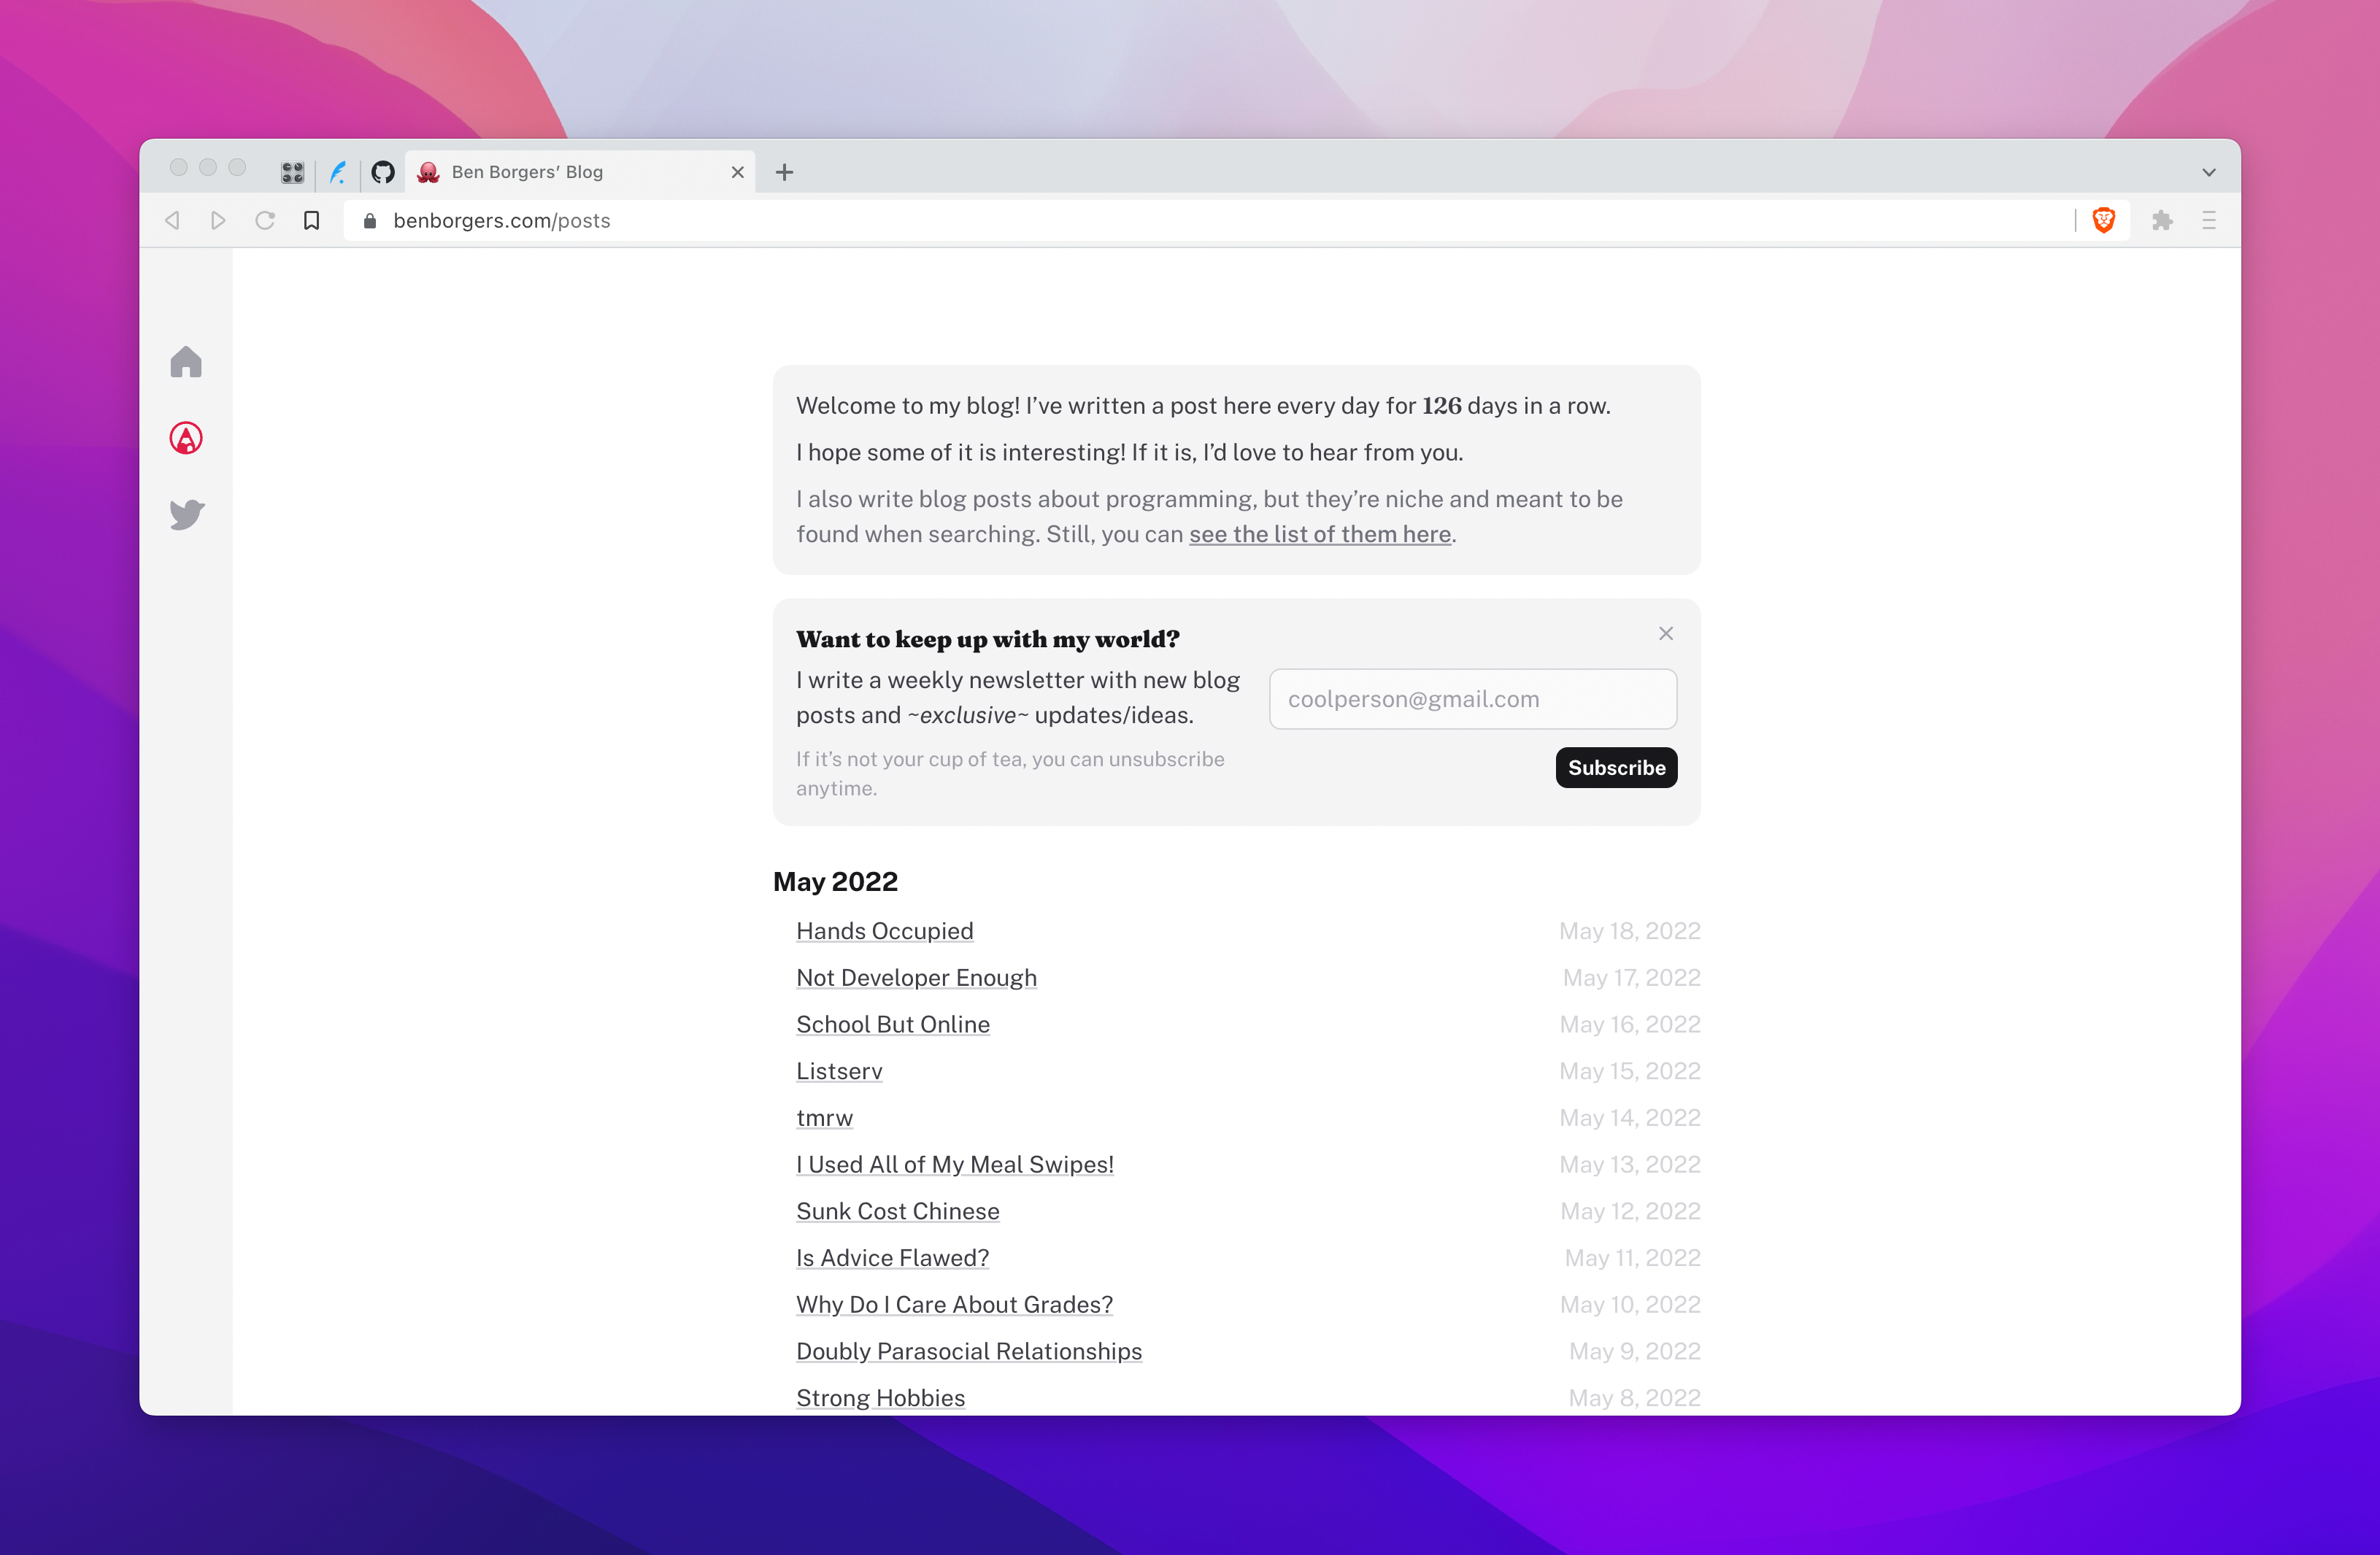 Ben Borgers’ Blog
benborgers.com/posts
Welcome to my blog! I’ve written a post here every day for 126 days in a row.
I hope some of it is interesting! If it is, I’d love to hear from you.
I also write blog posts about programming, but they’re niche and meant to be
found when searching. Still, you can see the list of them here.
Want to keep up with my world?
I write a weekly newsletter with new blog
posts and ~exclusive~ updates/ideas.
coolperson@gmail.com
If it’s not your cup of tea, you can unsubscribe
anytime.
Subscribe
May 2022
Hands Occupied May 18, 2022
Not Developer Enough May 17, 2022
School But Online May 16, 2022
Listserv May 15, 2022
tmrw May 14, 2022
I Used All of My Meal Swipes! May 13, 2022
Sunk Cost Chinese May 12, 2022
Is Advice Flawed? May 11, 2022
Why Do I Care About Grades? May 10, 2022
Doubly Parasocial Relationships May 9, 2022
Strong Hobbies May 8, 2022